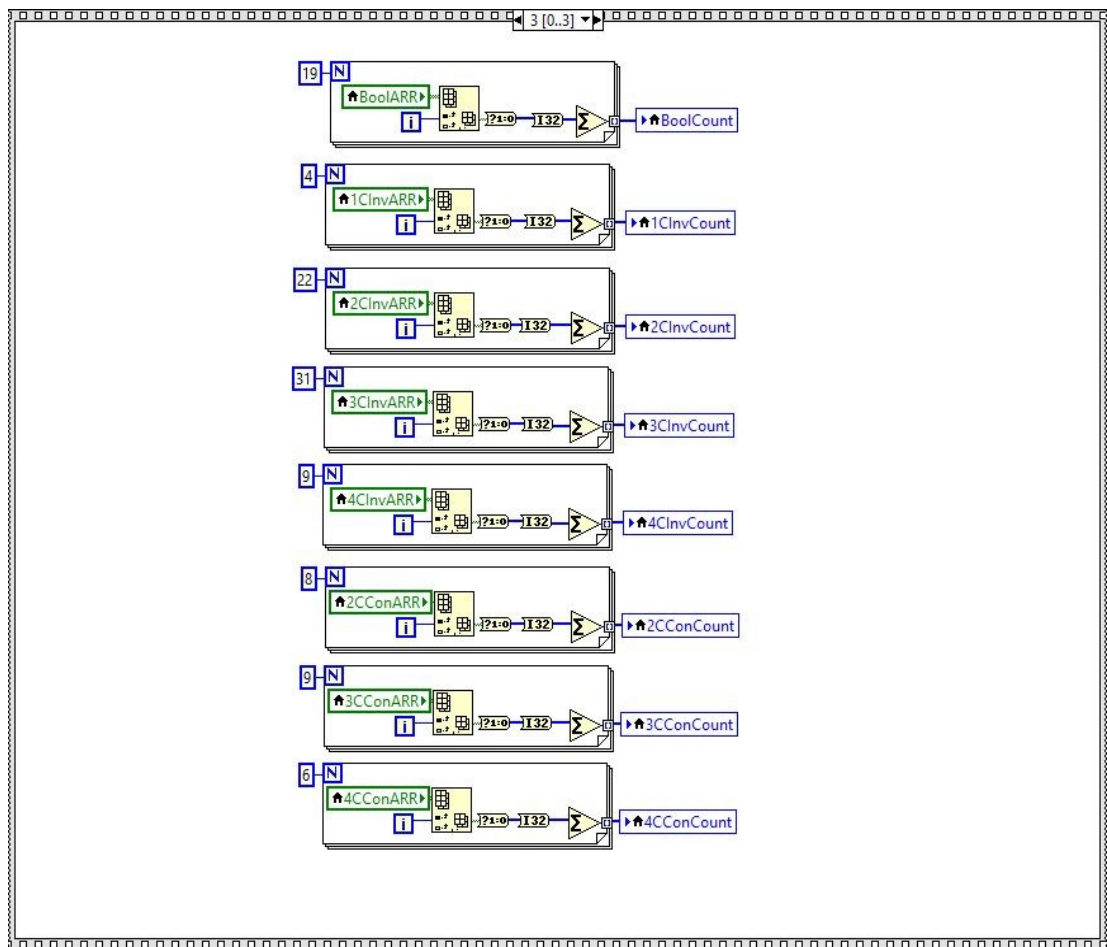 3 [0..3]
19 N
BoolARR
i ?1:0 I32 Σ BoolCount
4 N
1CInvARR
i ?1:0 I32 Σ 1CInvCount
22 N
2CInvARR
i ?1:0 I32 Σ 2CInvCount
31 N
3CInvARR
i ?1:0 I32 Σ 3CInvCount
9 N
4CInvARR
i ?1:0 I32 Σ 4CInvCount
8 N
2CConARR
i ?1:0 I32 Σ 2CConCount
9 N
3CConARR
i ?1:0 I32 Σ 3CConCount
6 N
4CConARR
i ?1:0 I32 Σ 4CConCount